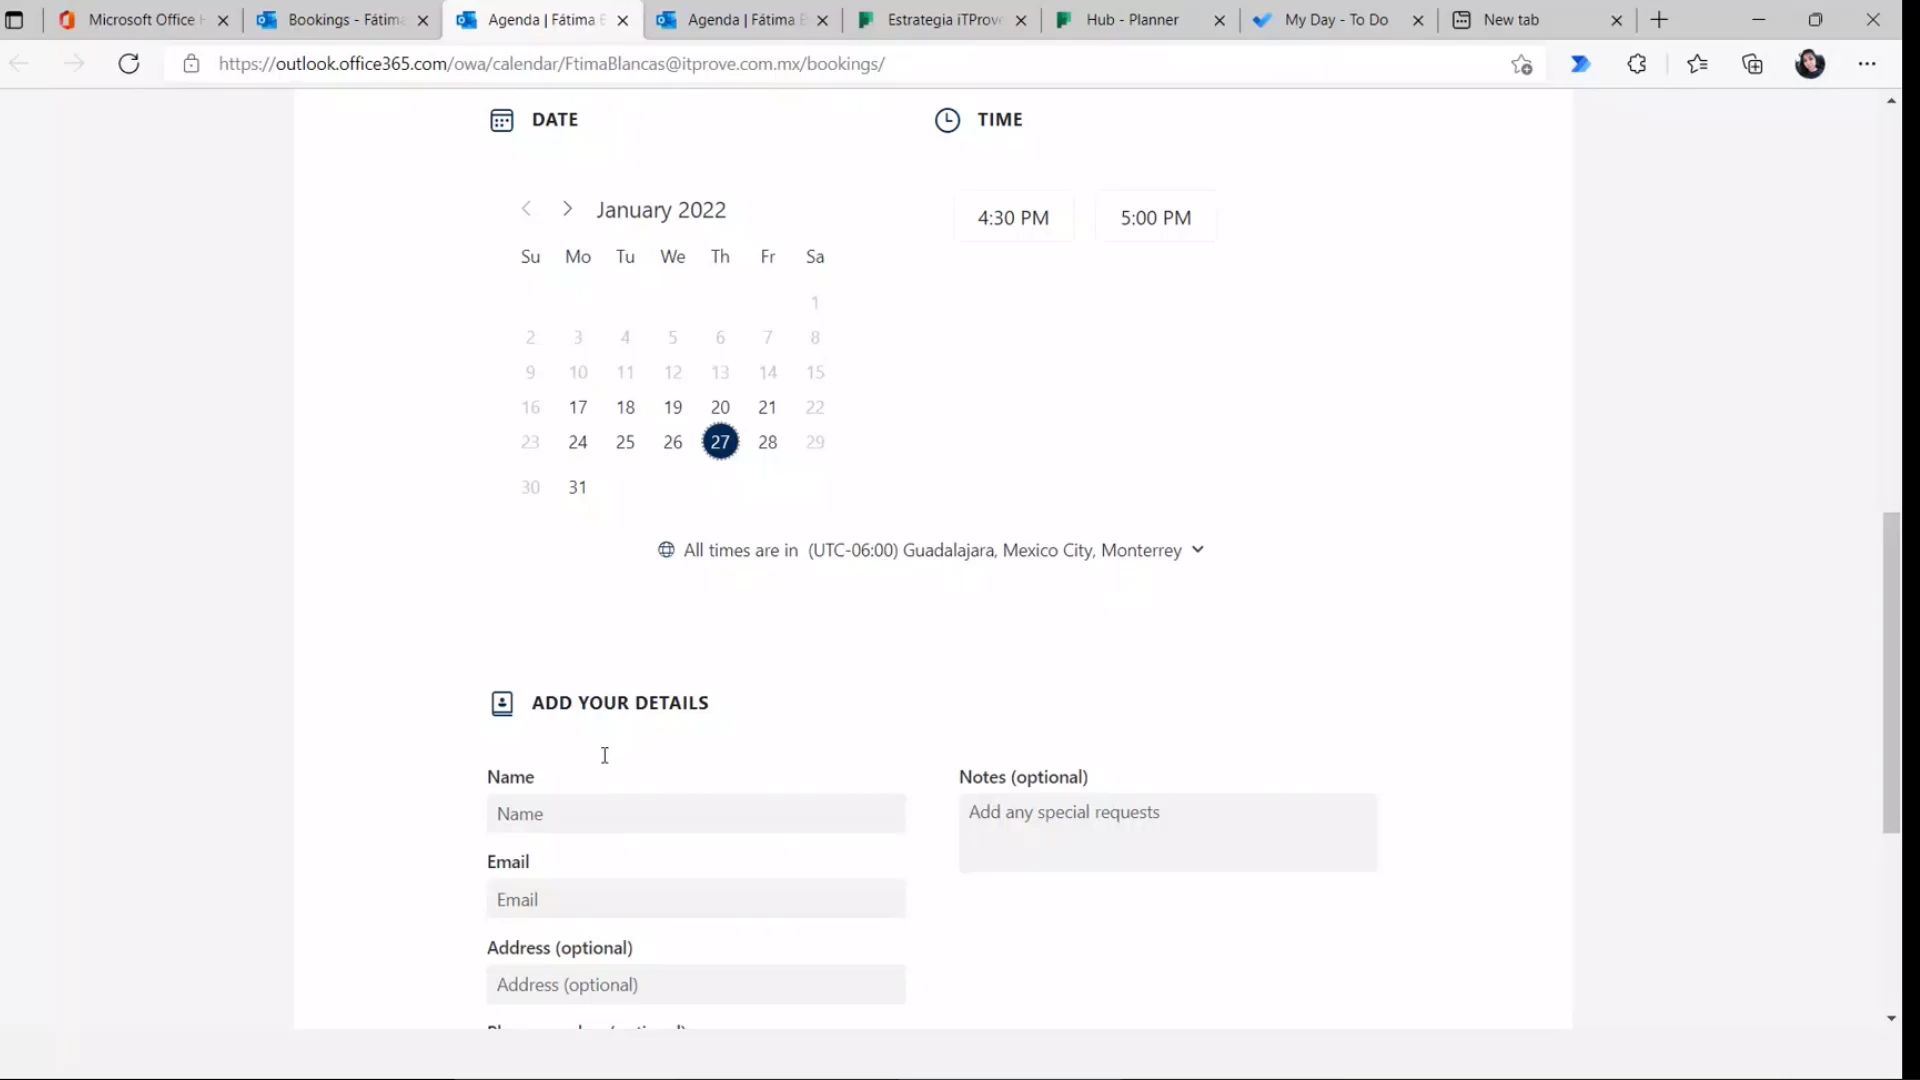 Microsoft Office H
Bookings - Fátima
Agenda | Fátima B
Agenda | Fátima B
Estrategia iTProve
Hub - Planner
My Day - To Do
New tab
https://outlook.office365.com/owa/calendar/FtimaBlancas@itprove.com.mx/bookings/
DATE
TIME
January 2022
4:30 PM
5:00 PM
Su Mo Tu We Th Fr Sa
1
2 3 4 5 6 7 8
9 10 11 12 13 14 15
16 17 18 19 20 21 22
23 24 25 26 27 28 29
30 31
All times are in (UTC-06:00) Guadalajara, Mexico City, Monterrey
ADD YOUR DETAILS
Name
Notes (optional)
Name
Add any special requests
Email
Email
Address (optional)
Address (optional)